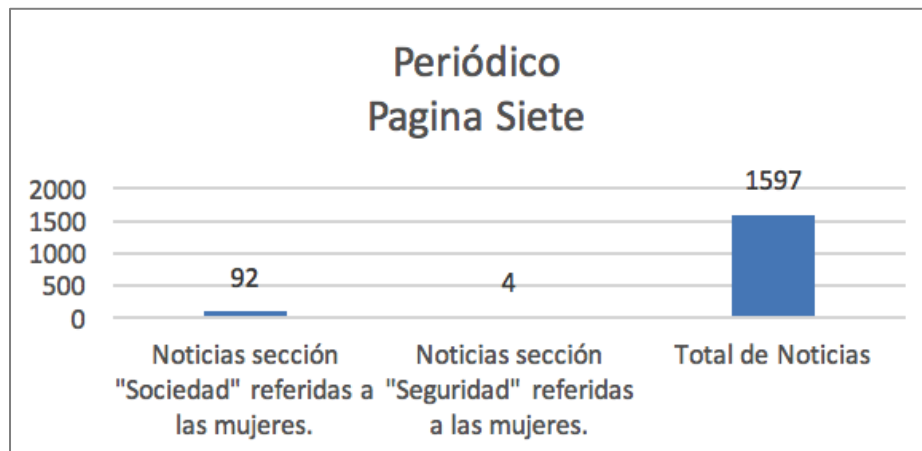 Periódico
Pagina Siete
2000
1500
1000
500
0
92
4
1597
Noticias sección
"Sociedad" referidas a
las mujeres.
Noticias sección
"Seguridad" referidas
a las mujeres.
Total de Noticias